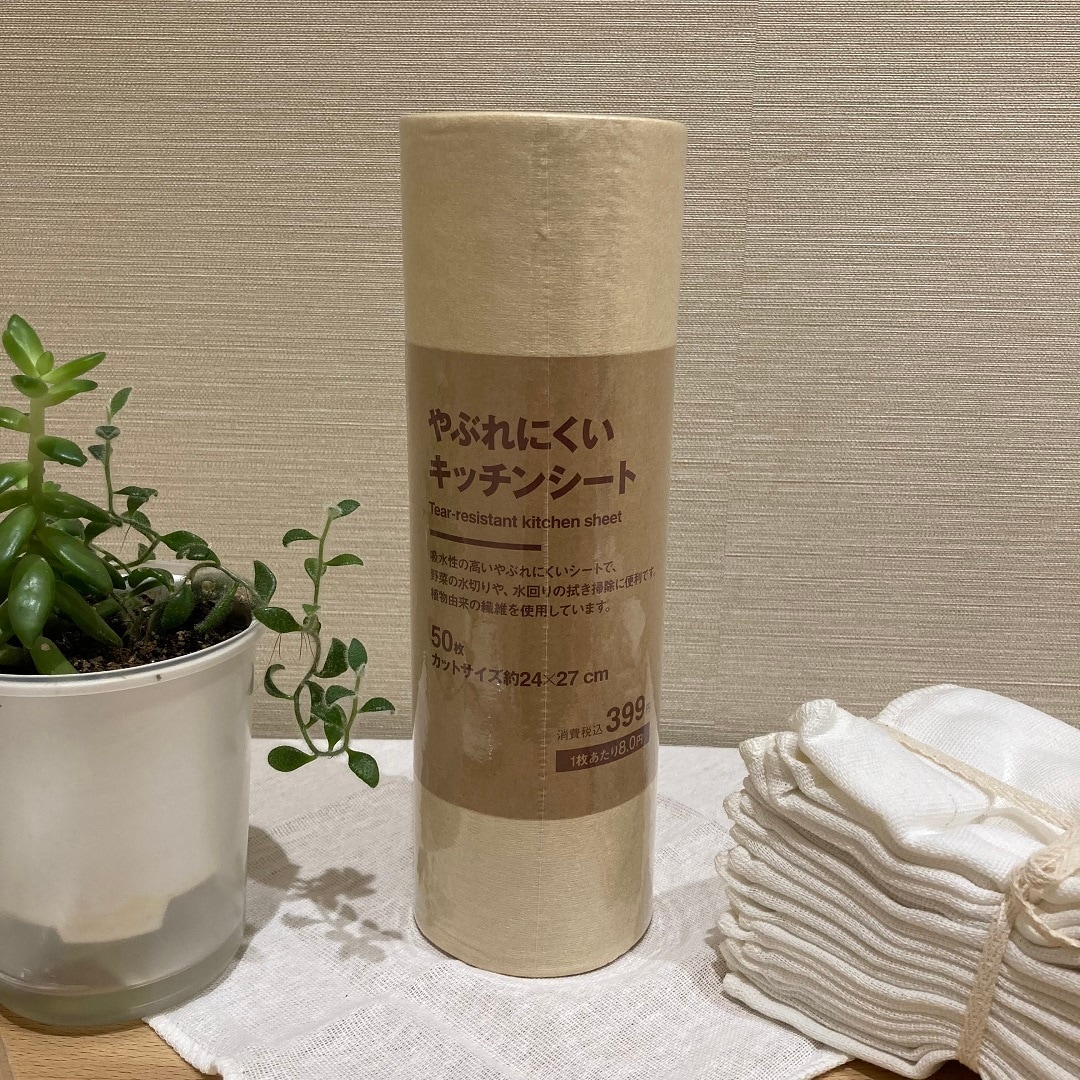 やぶれにくい
キッチンシート
Tear-resistant kitchen sheet
吸水性の高いやぶれにくいシートで、
野菜の水切りや、水回りの拭き掃除に便利です。
植物由来の繊維を使用しています。
50枚
カットサイズ約24×27 cm
消費税込399円
1枚あたり8.0円